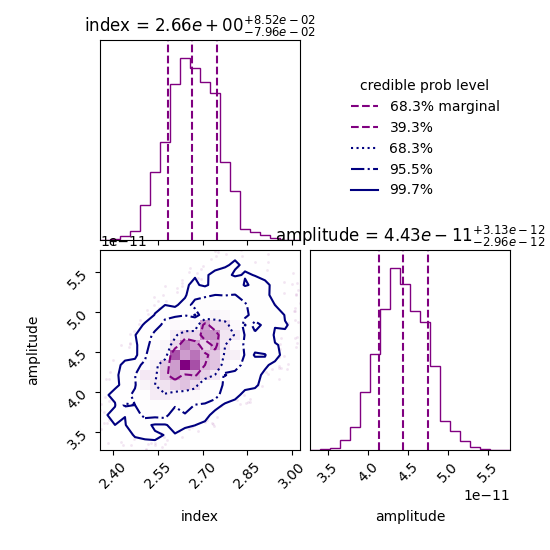 index = 2.66e+00+8.52e−02 −7.96e−02
credible prob level
68.3% marginal
39.3%
68.3%
95.5%
99.7%
1e−11
amplitude = 4.43e−11+3.13e−12 −2.96e−12
amplitude
5.5
5.0
4.5
4.0
3.5
2.40 2.55 2.70 2.85 3.00
index
3.5 4.0 4.5 5.0 5.5
1e−11
amplitude